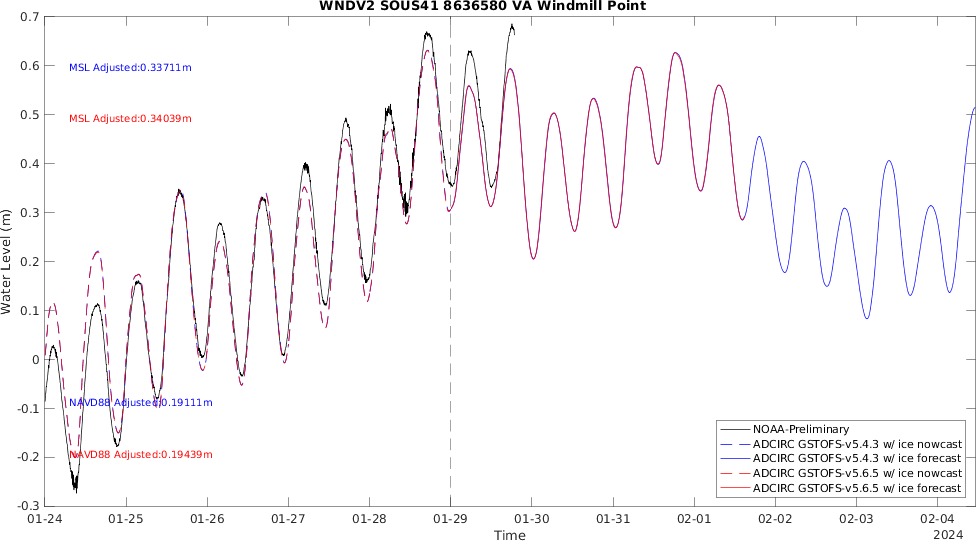 WNDV2 SOUS41 8636580 VA Windmill Point
0.7
0.6
0.5
0.4
0.3
0.2
0.1
0
-0.1
-0.2
-0.3
Water Level (m)
MSL Adjusted:0.33711m
MSL Adjusted:0.34039m
NAVD88 Adjusted:0.19111m
NAVD88 Adjusted:0.19439m
NOAA-Preliminary
ADCIRC GSTOFS-v5.4.3 w/ ice nowcast
ADCIRC GSTOFS-v5.4.3 w/ ice forecast
ADCIRC GSTOFS-v5.6.5 w/ ice nowcast
ADCIRC GSTOFS-v5.6.5 w/ ice forecast
01-24 01-25 01-26 01-27 01-28 01-29 01-30 01-31 02-01 02-02 02-03 02-04
Time
2024